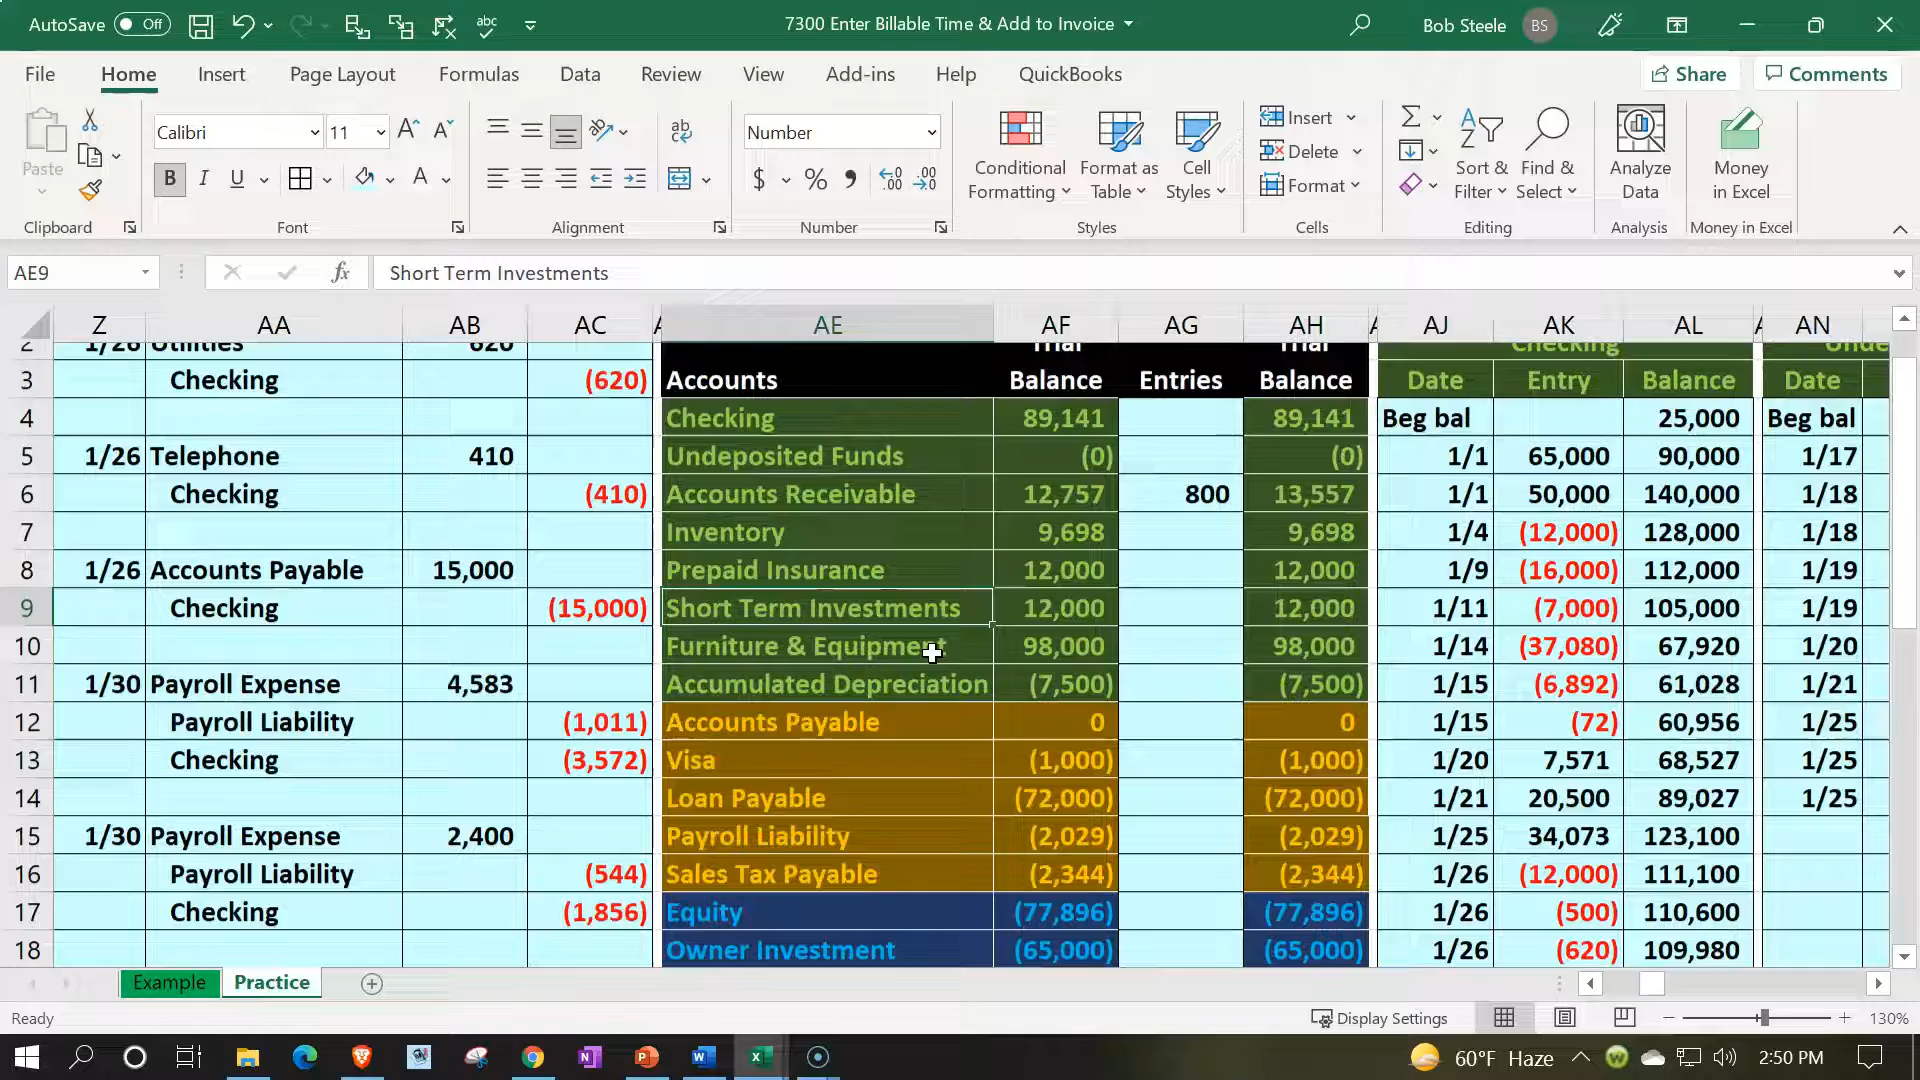 AutoSave Off
7300 Enter Billable Time & Add to Invoice
Bob Steele BS
File Home Insert Page Layout Formulas Data Review View Add-ins Help QuickBooks Share Comments
Calibri 11 Number
Paste
Conditional Formatting
Format as Table
Cell Styles
Insert
Delete
Format
Sort & Filter
Find & Select
Analyze Data
Money in Excel
Clipboard Font Alignment Number Styles Cells Editing Analysis Money in Excel
AE9 fx Short Term Investments
Z AA AB AC AE AF AG AH AJ AK AL AN
2 1/26 Utilities 620 Trial Trial Checking
3 Checking (620) Accounts Balance Entries Balance Date Entry Balance Date
4 Checking 89,141 89,141 Beg bal 25,000 Beg bal
5 1/26 Telephone 410 Undeposited Funds (0) (0) 1/1 65,000 90,000 1/17
6 Checking (410) Accounts Receivable 12,757 800 13,557 1/1 50,000 140,000 1/18
7 Inventory 9,698 9,698 1/4 (12,000) 128,000 1/18
8 1/26 Accounts Payable 15,000 Prepaid Insurance 12,000 12,000 1/9 (16,000) 112,000 1/19
9 Checking (15,000) Short Term Investments 12,000 12,000 1/11 (7,000) 105,000 1/19
10 Furniture & Equipment 98,000 98,000 1/14 (37,080) 67,920 1/20
11 1/30 Payroll Expense 4,583 Accumulated Depreciation (7,500) (7,500) 1/15 (6,892) 61,028 1/21
12 Payroll Liability (1,011) Accounts Payable 0 0 1/15 (72) 60,956 1/25
13 Checking (3,572) Visa (1,000) (1,000) 1/20 7,571 68,527 1/25
14 Loan Payable (72,000) (72,000) 1/21 20,500 89,027 1/25
15 1/30 Payroll Expense 2,400 Payroll Liability (2,029) (2,029) 1/25 34,073 123,100
16 Payroll Liability (544) Sales Tax Payable (2,344) (2,344) 1/26 (12,000) 111,100
17 Checking (1,856) Equity (77,896) (77,896) 1/26 (500) 110,600
18 Owner Investment (65,000) (65,000) 1/26 (620) 109,980
Example Practice
Ready Display Settings 130%
60°F Haze 2:50 PM